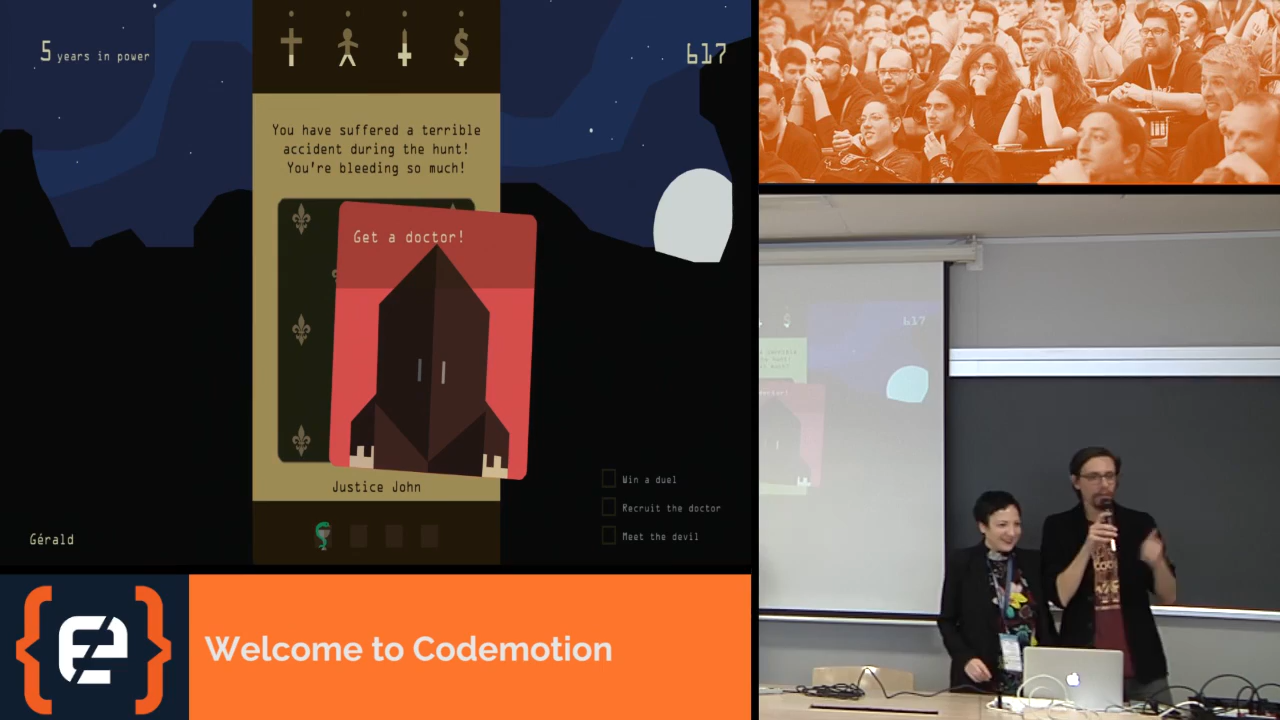 5 years in power
617
You have suffered a terrible
accident during the hunt!
You're bleeding so much!
Get a doctor!
Justice John
Win a duel
Recruit the doctor
Meet the devil
Gérald
Welcome to Codemotion
617